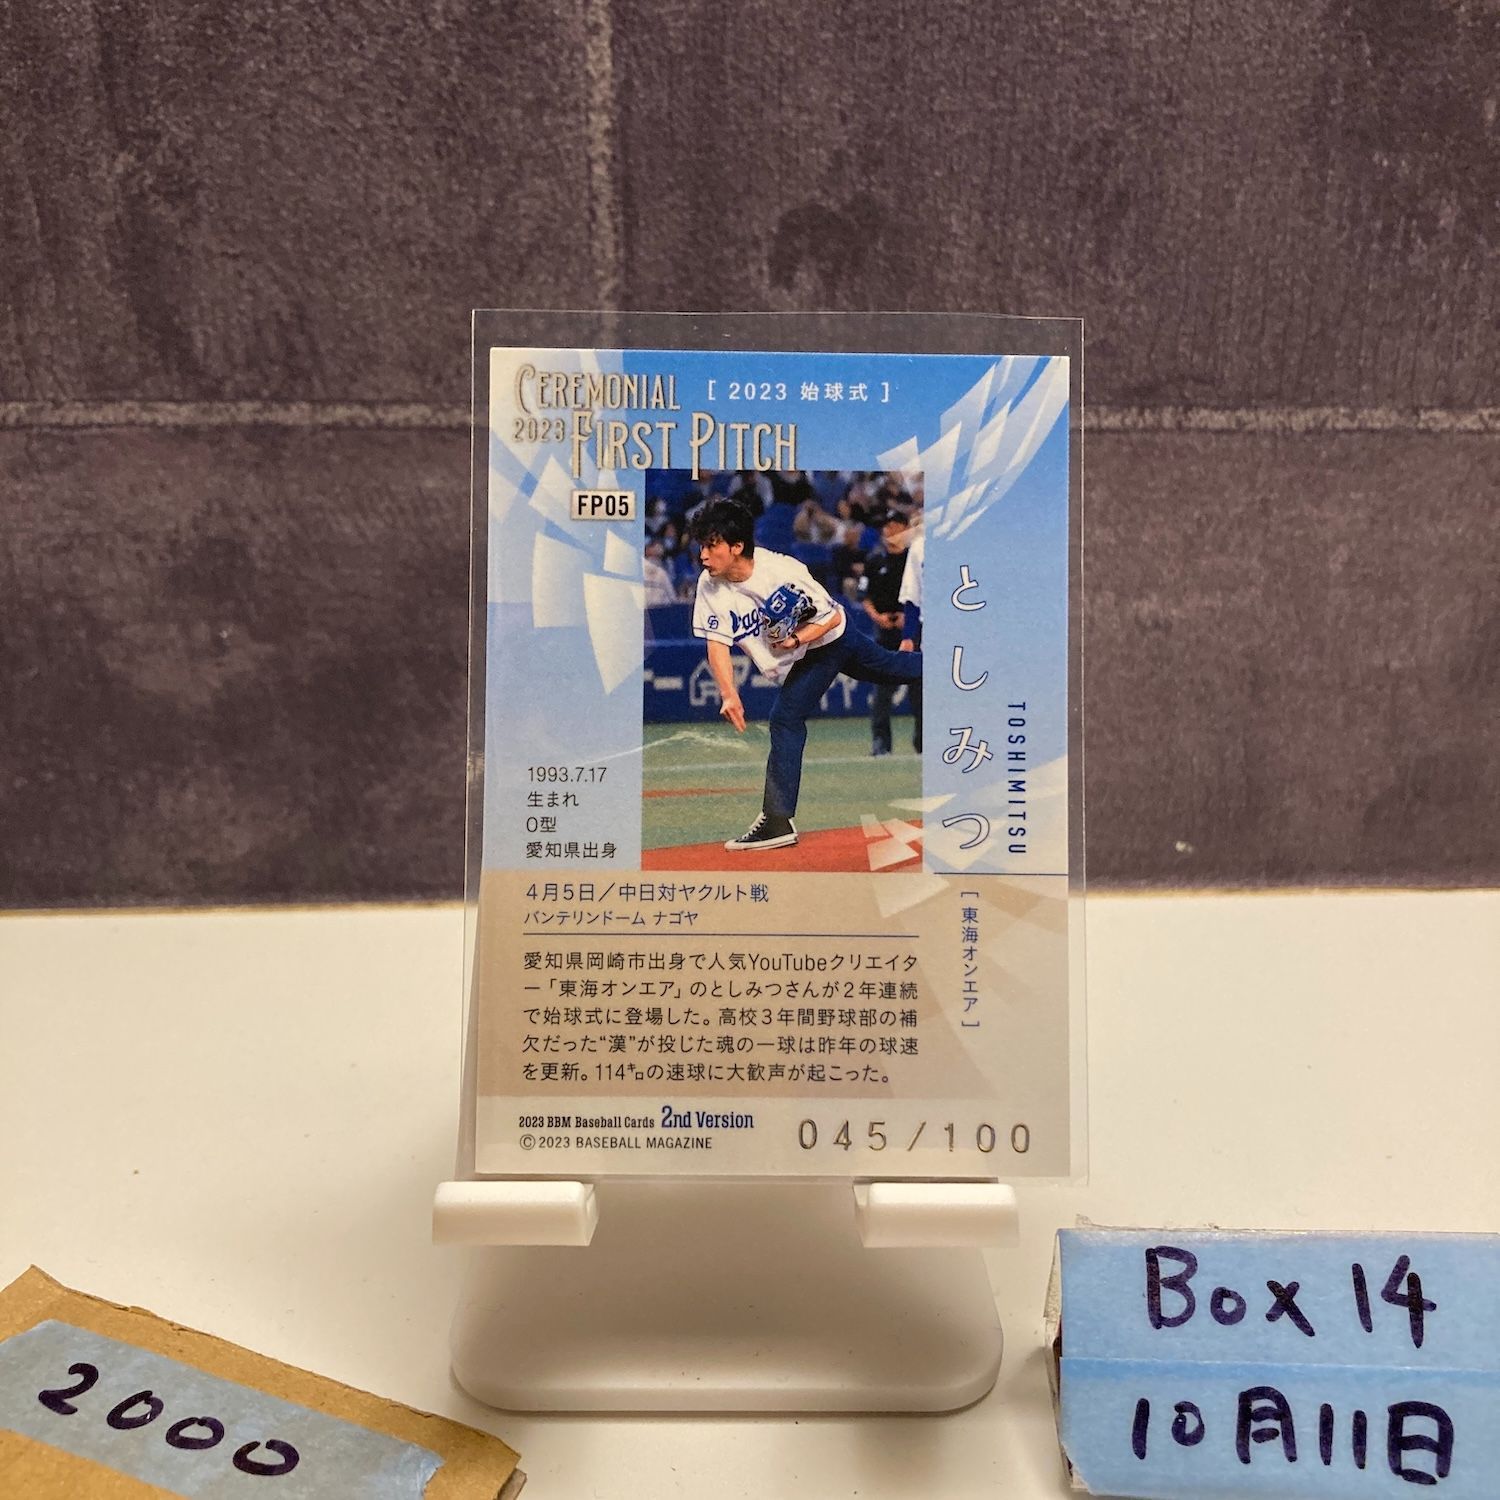 CEREMONIAL
[ 2023 始球式 ]
2023 FIRST PITCH
FP05
としみつ
TOSHIMITSU
[東海オンエア]
1993.7.17
生まれ
O型
愛知県出身
4月5日／中日対ヤクルト戦
バンテリンドーム ナゴヤ
愛知県岡崎市出身で人気YouTubeクリエイタ
ー「東海オンエア」のとしみつさんが2年連続
で始球式に登場した。高校3年間野球部の補
欠だった“漢”が投じた魂の一球は昨年の球速
を更新。114㌔の速球に大歓声が起こった。
2023 BBM Baseball Cards 2nd Version
©2023 BASEBALL MAGAZINE
045/100
2000
Box 14
10月11日